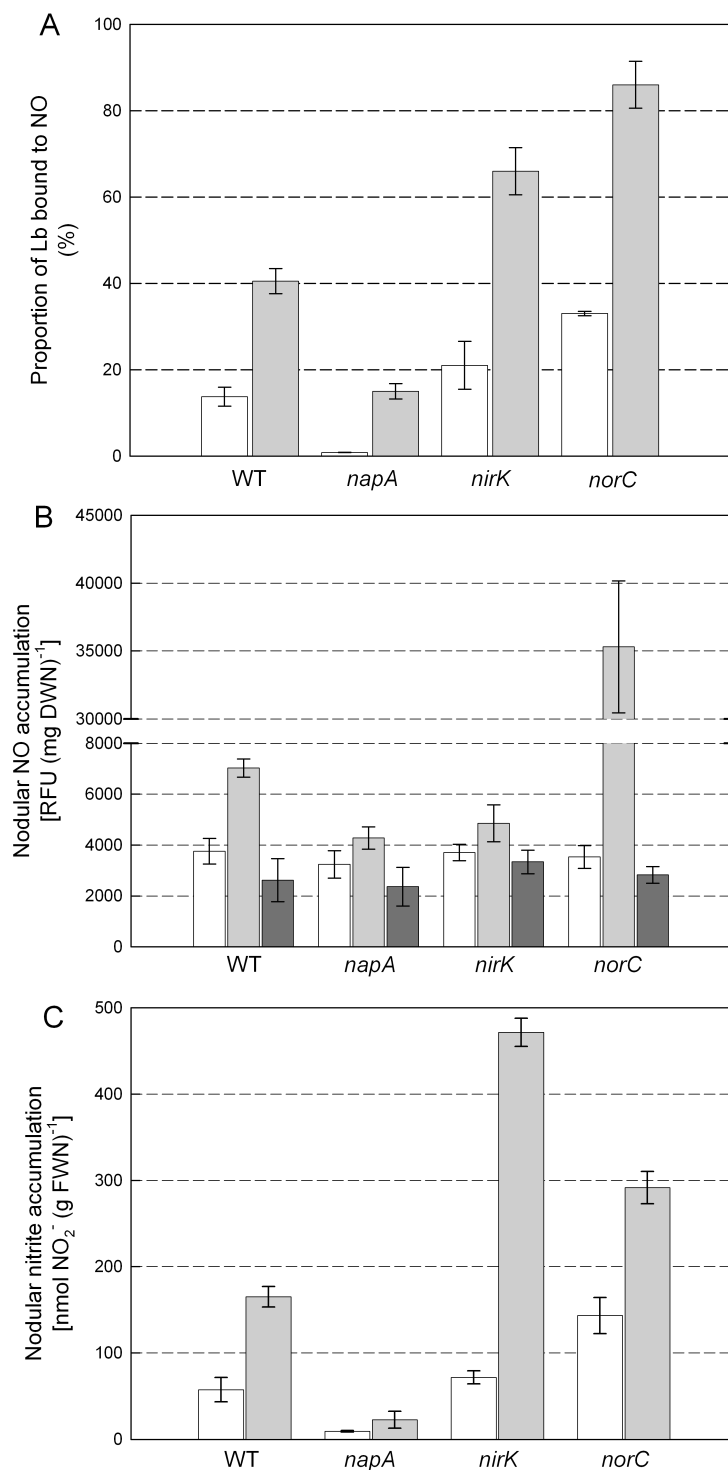 A
100
80
60
40
20
0
Proportion of Lb bound to NO
(%)
WT napA nirK norC
B
45000
40000
35000
30000
8000
6000
4000
2000
0
Nodular NO accumulation
[RFU (mg DWN)⁻¹]
WT napA nirK norC
C
500
400
300
200
100
0
Nodular nitrite accumulation
[nmol NO₂⁻ (g FWN)⁻¹]
WT napA nirK norC